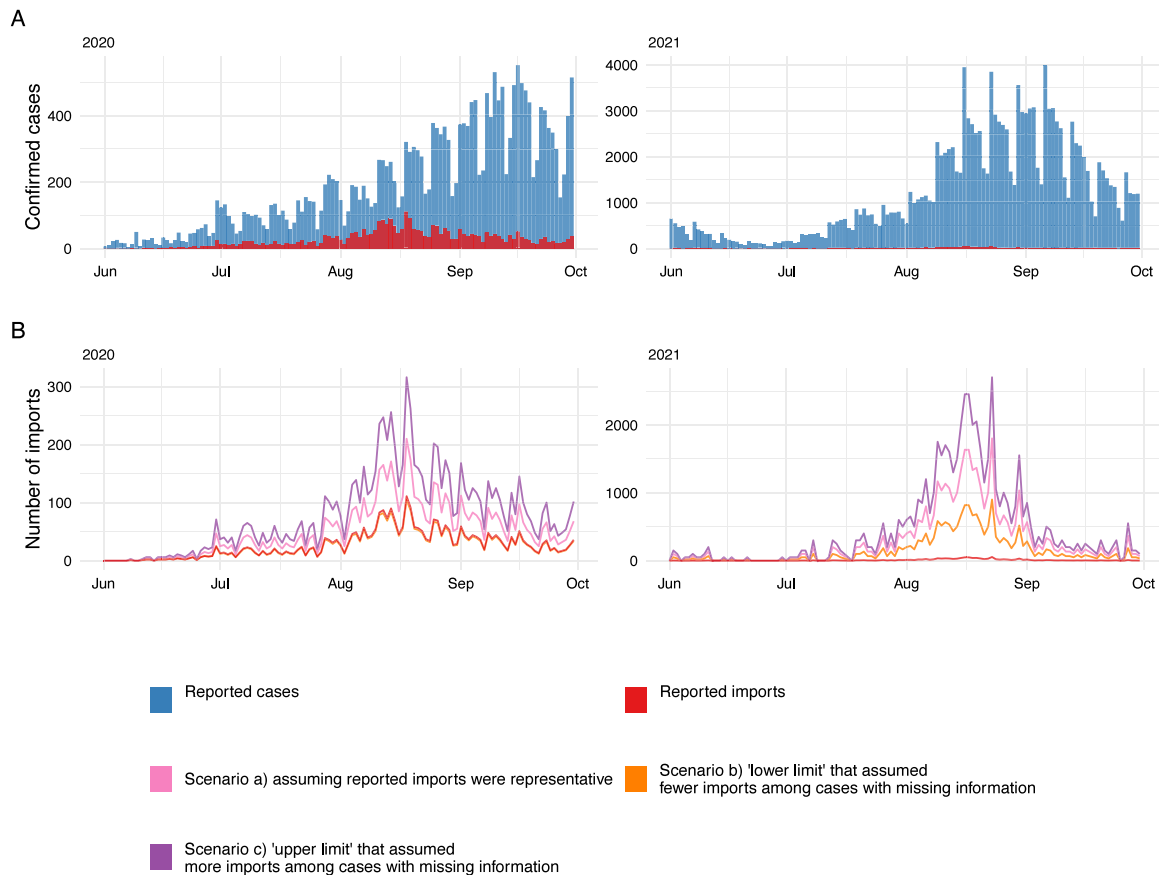 A
2020
2021
Confirmed cases
400
200
0
Jun
Jul
Aug
Sep
Oct
4000
3000
2000
1000
0
Jun
Jul
Aug
Sep
Oct
B
2020
2021
Number of imports
300
200
100
0
Jun
Jul
Aug
Sep
Oct
2000
1000
0
Jun
Jul
Aug
Sep
Oct
Reported cases
Reported imports
Scenario a) assuming reported imports were representative
Scenario b) 'lower limit' that assumed
fewer imports among cases with missing information
Scenario c) 'upper limit' that assumed
more imports among cases with missing information